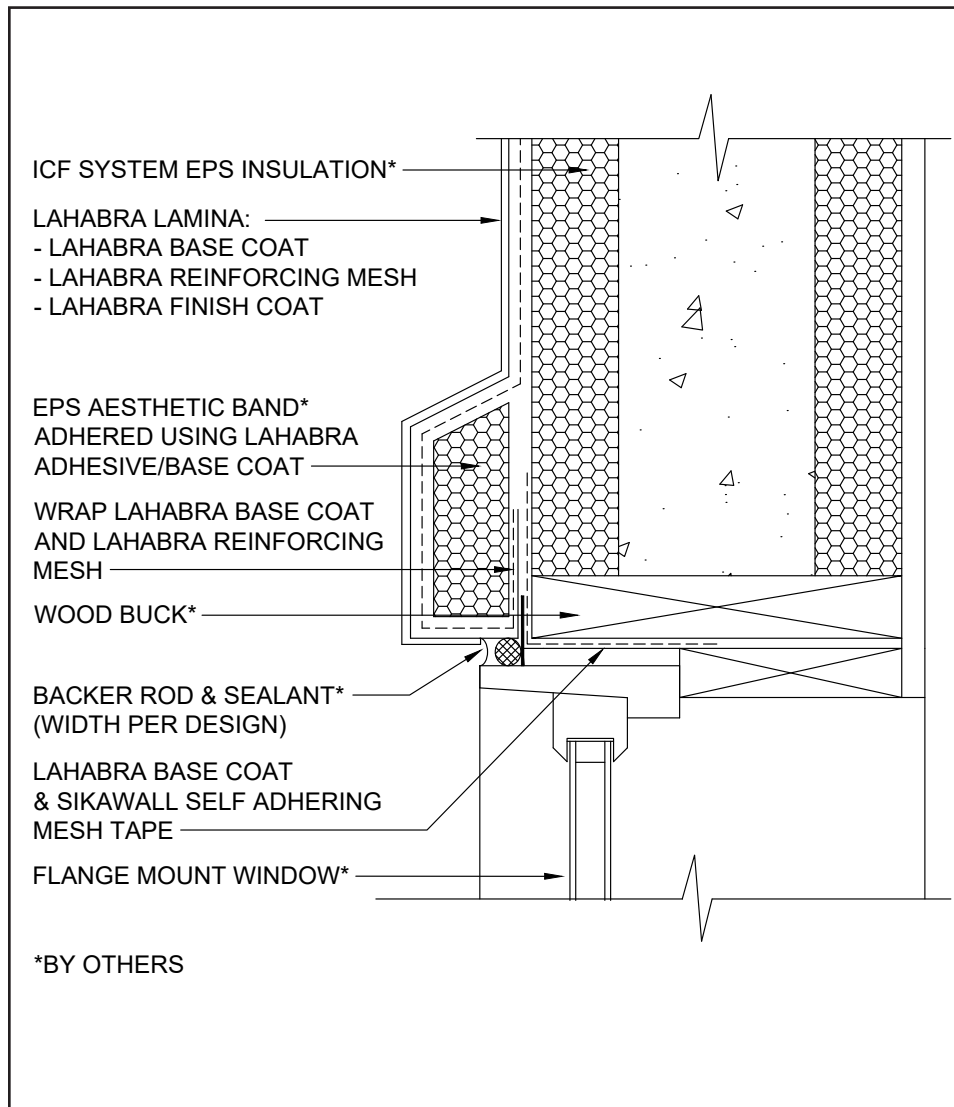 ICF SYSTEM EPS INSULATION*
LAHABRA LAMINA:
- LAHABRA BASE COAT
- LAHABRA REINFORCING MESH
- LAHABRA FINISH COAT
EPS AESTHETIC BAND*
ADHERED USING LAHABRA
ADHESIVE/BASE COAT
WRAP LAHABRA BASE COAT
AND LAHABRA REINFORCING
MESH
WOOD BUCK*
BACKER ROD & SEALANT*
(WIDTH PER DESIGN)
LAHABRA BASE COAT
& SIKAWALL SELF ADHERING
MESH TAPE
FLANGE MOUNT WINDOW*
*BY OTHERS